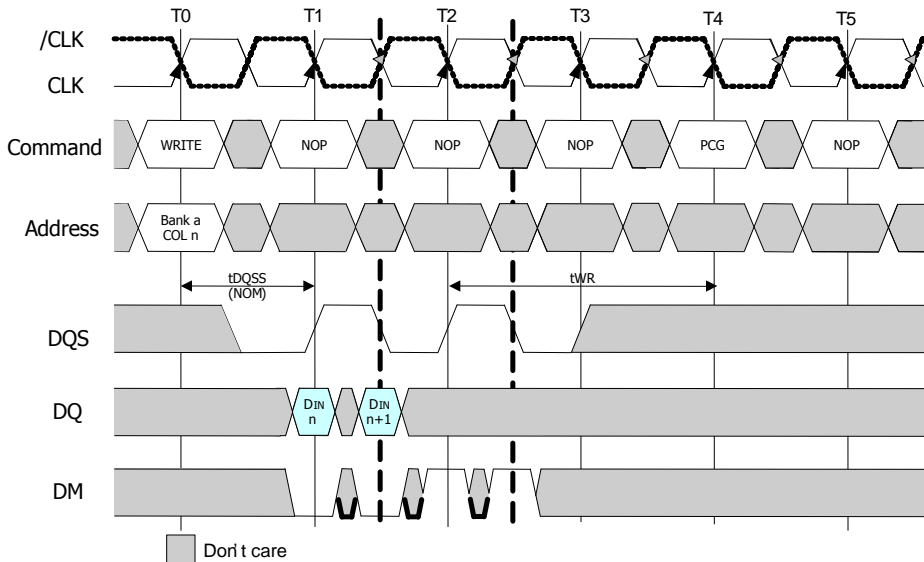 T0 T1 T2 T3 T4 T5
/CLK
CLK
Command WRITE NOP NOP NOP PCG NOP
Address Bank a
COL n
tDQSS
(NOM)
tWR
DQS
DQ DIN
n
DIN
n+1
DM
Don't care